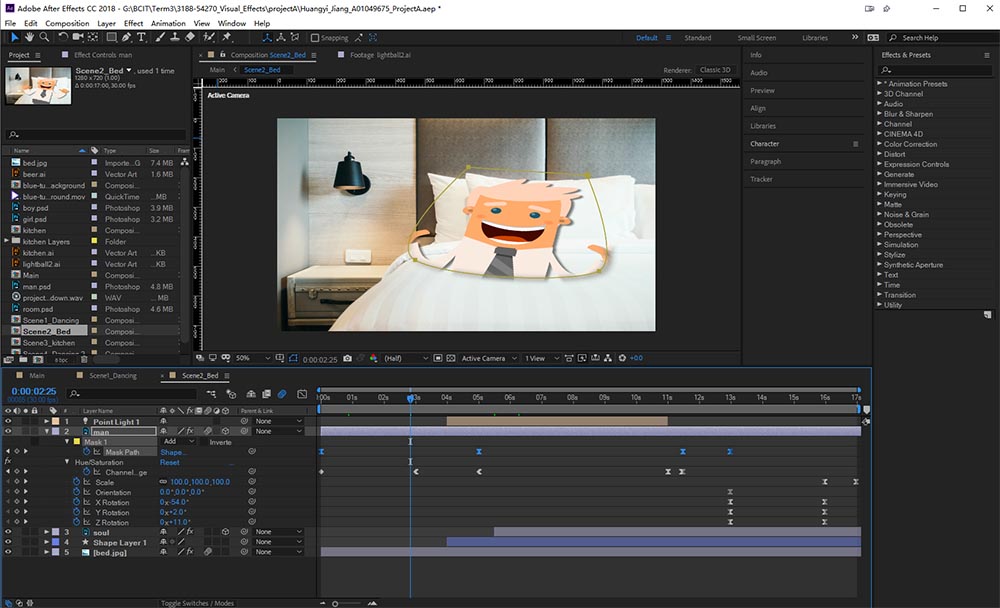 Adobe After Effects CC 2018 - G:\BCIT\Term3\3188-54270_Visual_Effects\projectA\Huangyi_Jiang_A01049675_ProjectA.aep *
File Edit Composition Layer Effect Animation View Window Help
Snapping Default Standard Small Screen Libraries Search Help
Project Effect Controls man Composition Scene2_Bed Footage lightball2.ai Info Effects & Presets
Scene2_Bed , used 1 time
1280 x 720 (1.00)
Δ 0:00:17:00, 30.00 fps
Main Scene2_Bed Renderer: Classic 3D
Active Camera
Audio
Preview
Align
Libraries
Character
Paragraph
Tracker
* Animation Presets
3D Channel
Audio
Blur & Sharpen
Channel
CINEMA 4D
Color Correction
Distort
Expression Controls
Generate
Immersive Video
Keying
Matte
Noise & Grain
Obsolete
Perspective
Simulation
Stylize
Synthetic Aperture
Text
Time
Transition
Utility
Name Type Size Fram
bed.jpg Importe...G 7.4 MB
beer.ai Vector Art 1.6 MB
blue-tu...ackground Composi...
blue-tu...round.mov QuickTime ...MB
boy.psd Photoshop 3.9 MB
girl.psd Photoshop 3.2 MB
kitchen Composi...
kitchen Layers Folder
kitchen.ai Vector Art ...KB
lightball2.ai Vector Art ...KB
Main Composi...
man.psd Photoshop 4.8 MB
project...down.wav WAV ... MB
room.psd Photoshop 4.6 MB
Scene1_Dancing Composi...
Scene2_Bed Composi...
Scene3_kitchen Composi...
8 bpc
50% 0:00:02:25 (Half) Active Camera 1 View +0.0
Main Scene1_Dancing Scene2_Bed
0:00:02:25
:00s 01s 02s 03s 04s 05s 06s 07s 08s 09s 10s 11s 12s 13s 14s 15s 16s 17s
# Layer Name Parent & Link
1 Point Light 1 None
2 man None
Mask 1 Add Inverte
Mask Path Shape...
Hue/Saturation Reset ...
Channel...ge
Scale 100.0,100.0,100.0
Orientation 0.0°,0.0°,0.0°
X Rotation 0x-54.0°
Y Rotation 0x+2.0°
Z Rotation 0x+11.0°
3 soul None
4 Shape Layer 1 None
5 [bed.jpg] None
Toggle Switches / Modes